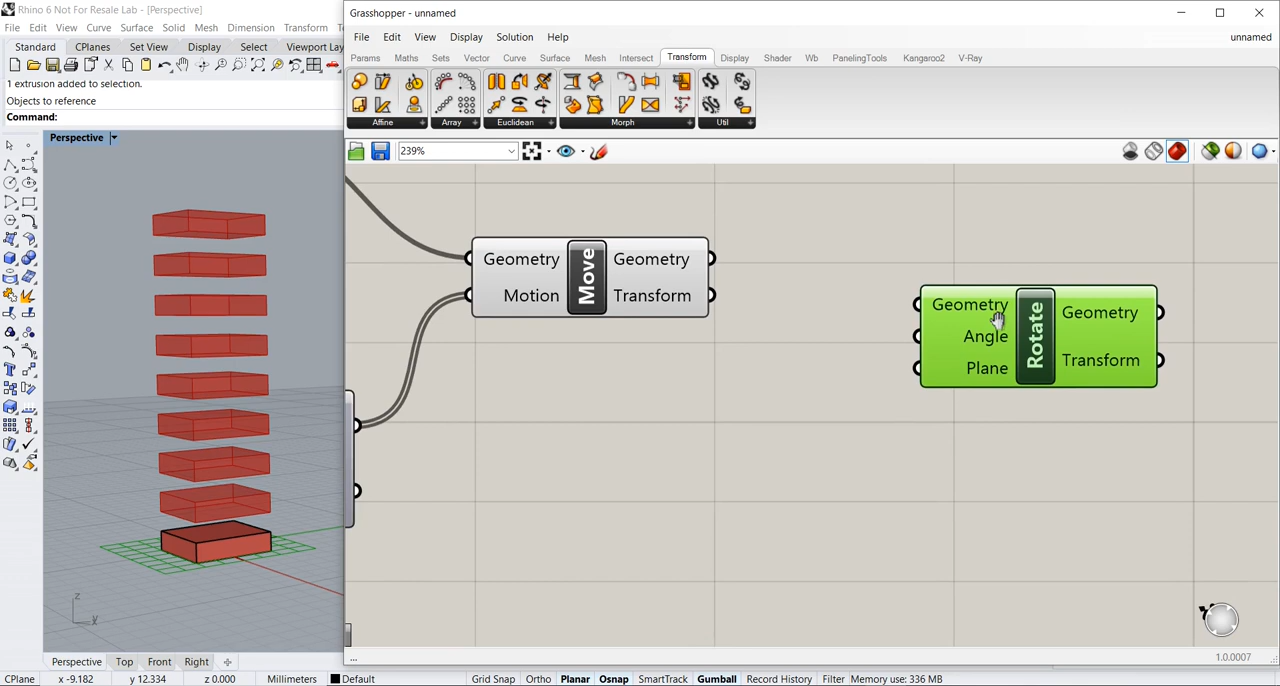 Rhino 6 Not For Resale Lab - [Perspective]
File Edit View Curve Surface Solid Mesh Dimension Transform
Standard CPlanes Set View Display Select Viewport Lay
1 extrusion added to selection.
Objects to reference
Command:
Perspective
z
y
Perspective Top Front Right
Grasshopper - unnamed
File Edit View Display Solution Help
unnamed
Params Maths Sets Vector Curve Surface Mesh Intersect Transform Display Shader Wb PanelingTools Kangaroo2 V-Ray
Affine Array Euclidean Morph Util
239%
Geometry
Motion
Move
Geometry
Transform
Geometry
Angle
Plane
Rotate
Geometry
Transform
...
1.0.0007
CPlane x -9.182 y 12.334 z 0.000 Millimeters Default Grid Snap Ortho Planar Osnap SmartTrack Gumball Record History Filter Memory use: 336 MB